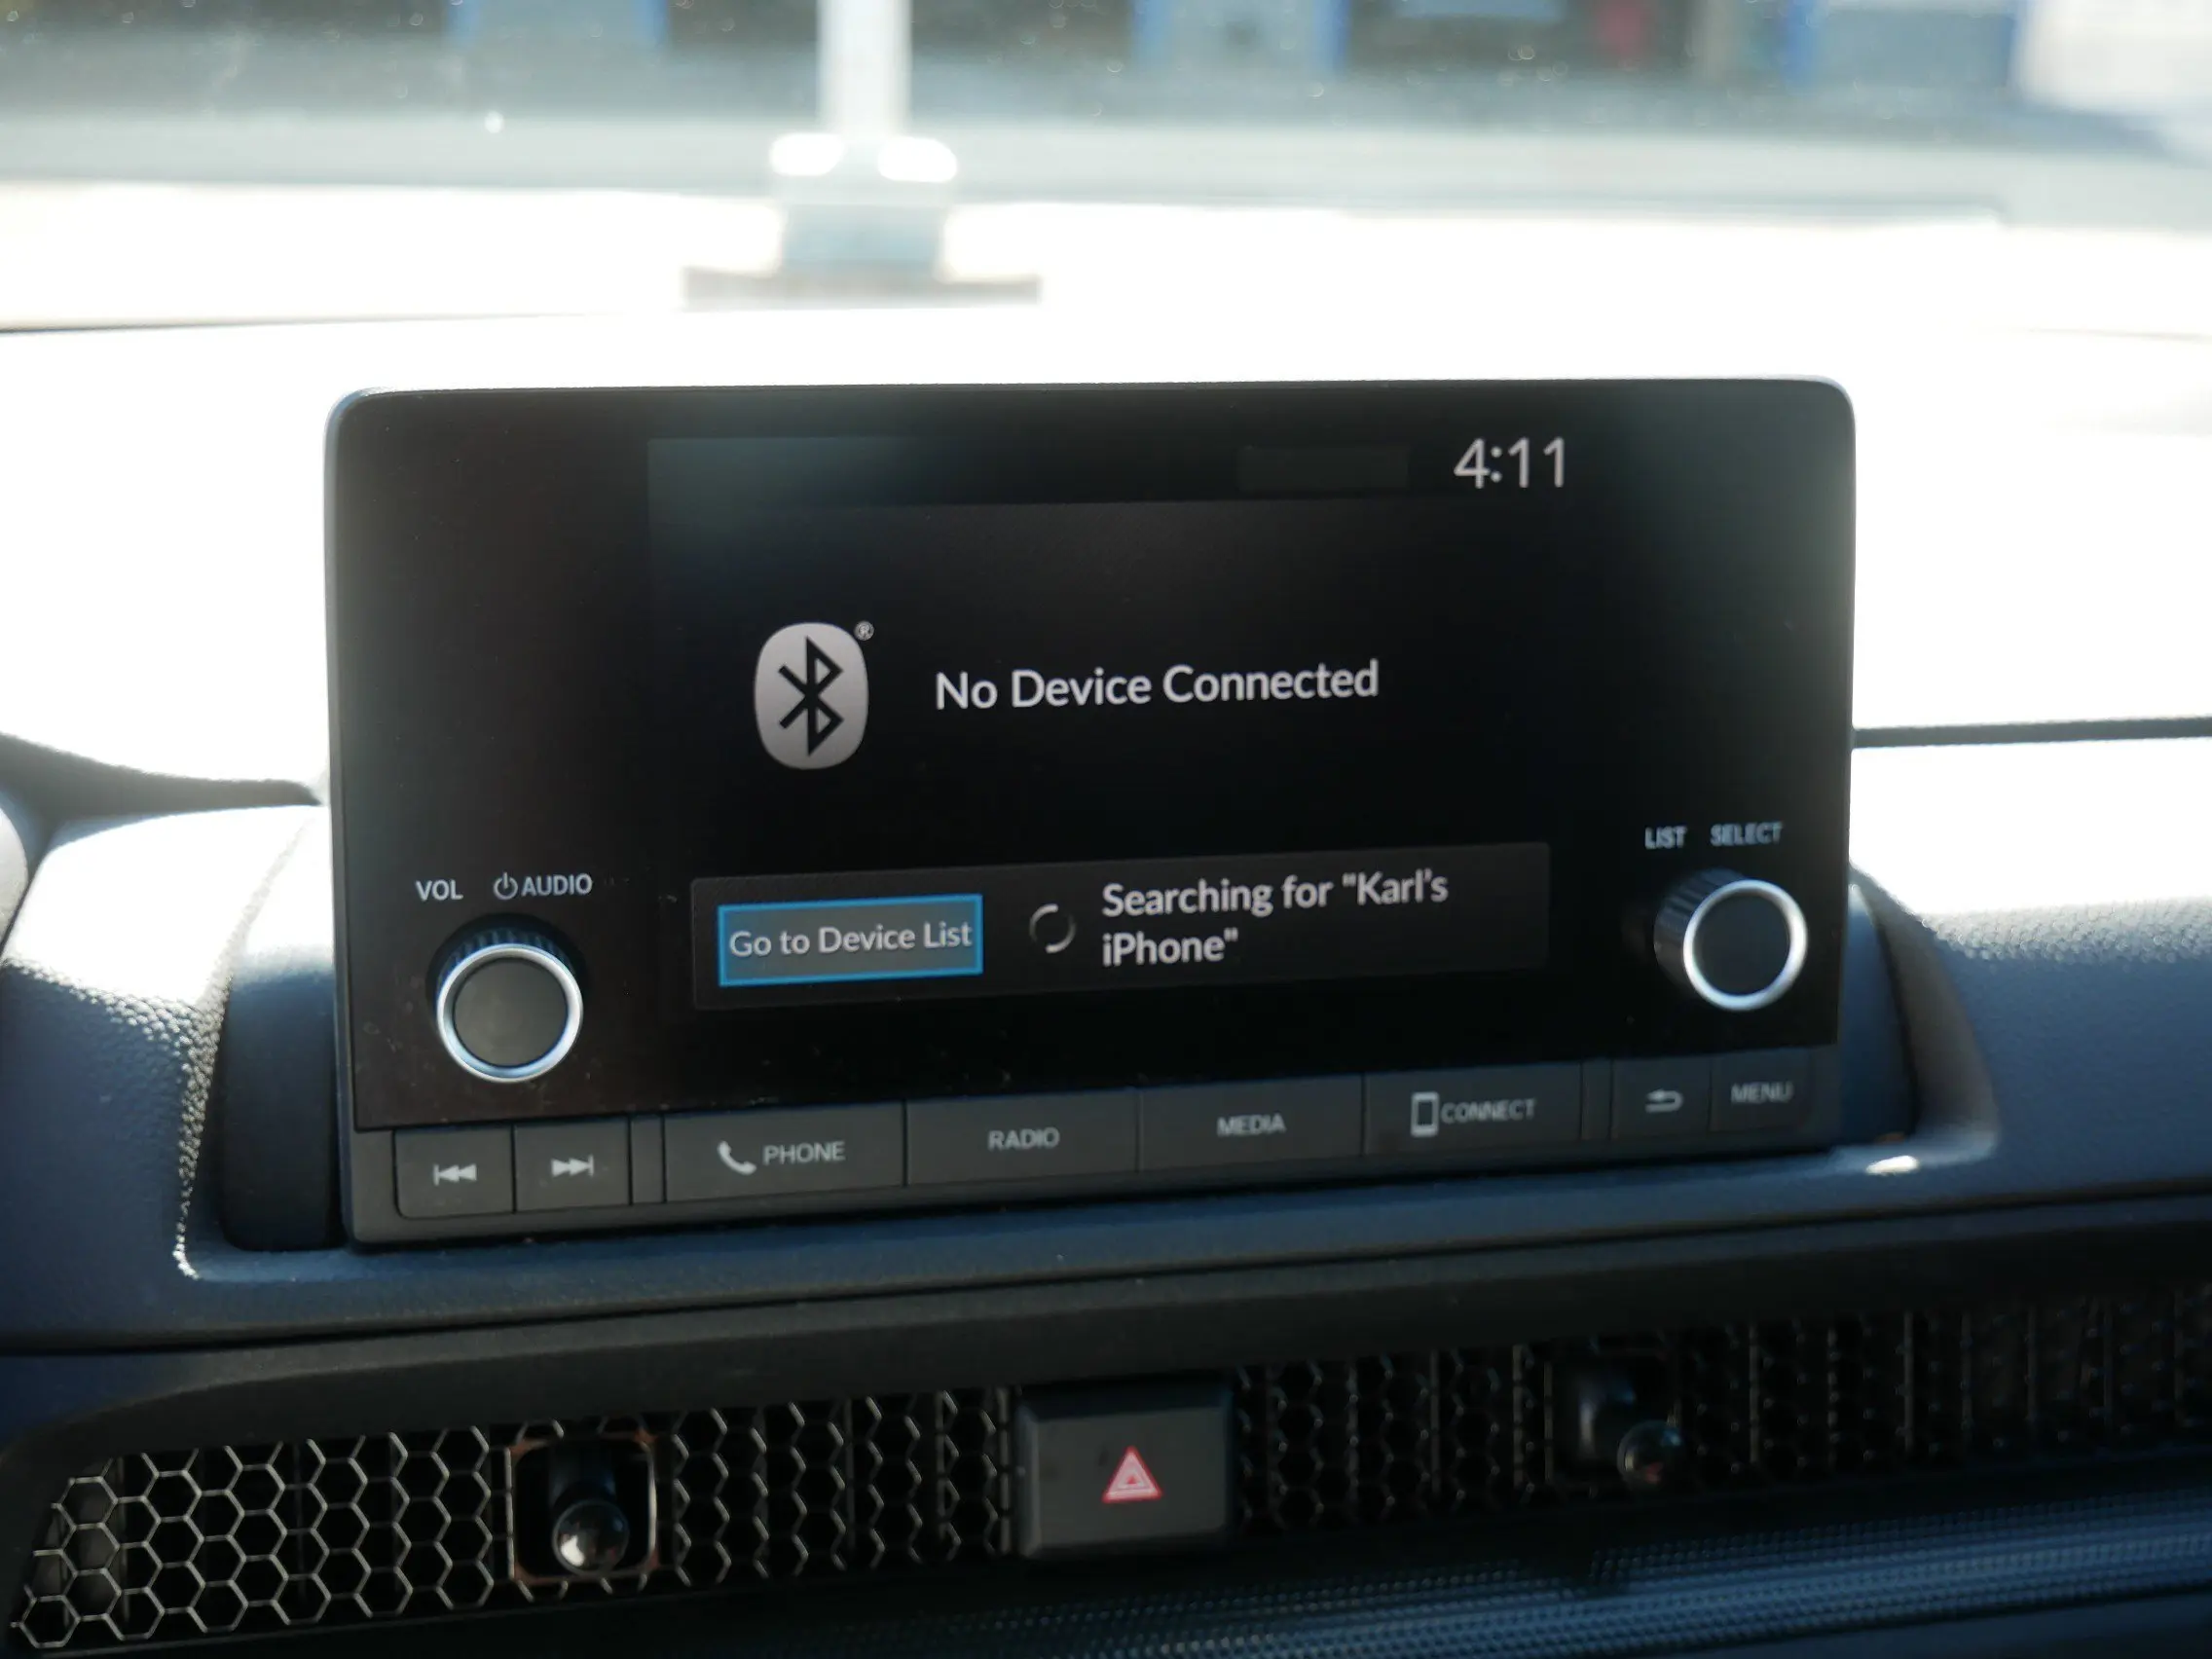 4:11
®
No Device Connected
LIST SELECT
VOL AUDIO
Go to Device List
Searching for "Karl's
iPhone"
PHONE
RADIO
MEDIA
CONNECT
MENU